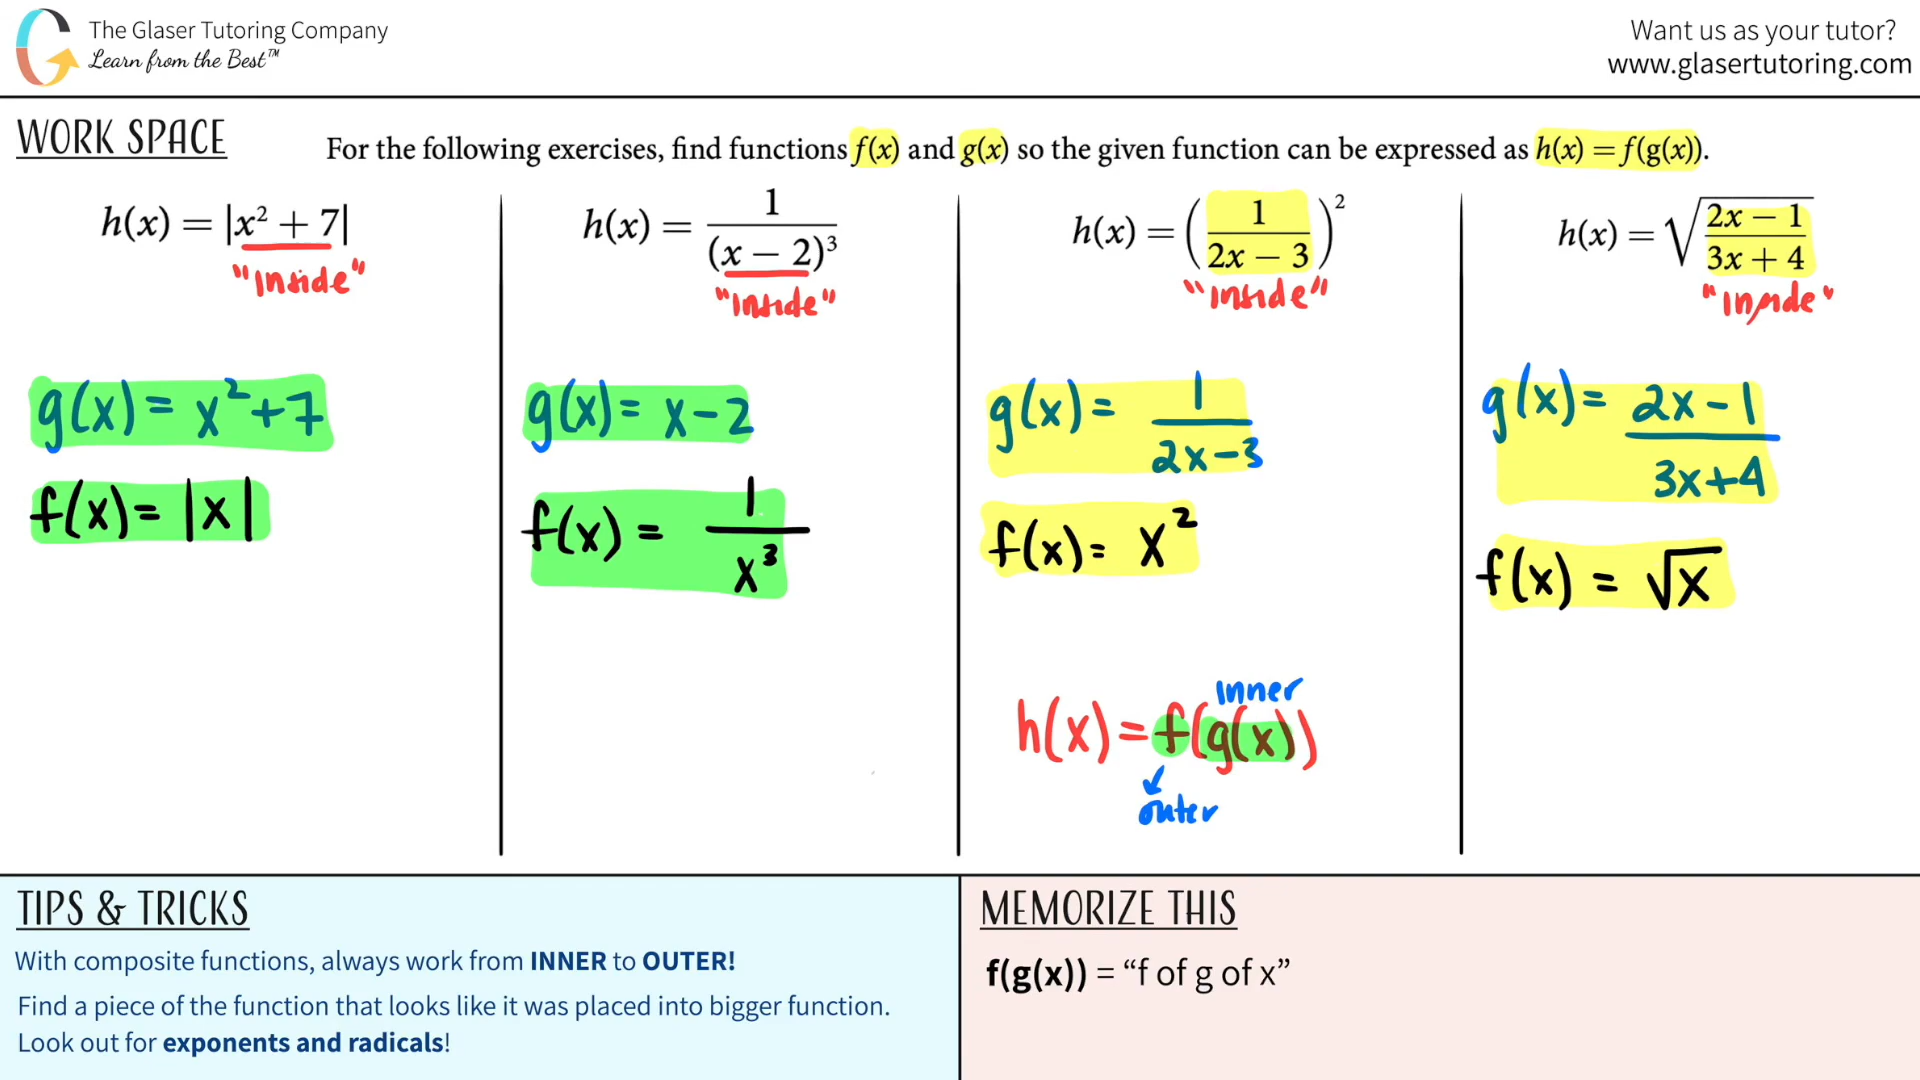 The Glaser Tutoring Company
Learn from the Best™
Want us as your tutor?
www.glasertutoring.com
WORK SPACE
For the following exercises, find functions f(x) and g(x) so the given function can be expressed as h(x) = f(g(x)).
h(x) = |x² + 7|
"Inside"
g(x) = x²+7
f(x) = |x|
h(x) = 1/(x − 2)³
"Inside"
g(x) = x−2
f(x) = 1/x³
h(x) = (1/(2x − 3))²
"Inside"
g(x) = 1/(2x−3)
f(x) = x²
inner
h(x) = f(g(x))
outer
h(x) = √((2x − 1)/(3x + 4))
"Inside"
g(x) = (2x−1)/(3x+4)
f(x) = √x
TIPS & TRICKS
With composite functions, always work from INNER to OUTER!
Find a piece of the function that looks like it was placed into bigger function.
Look out for exponents and radicals!
MEMORIZE THIS
f(g(x)) = “f of g of x”